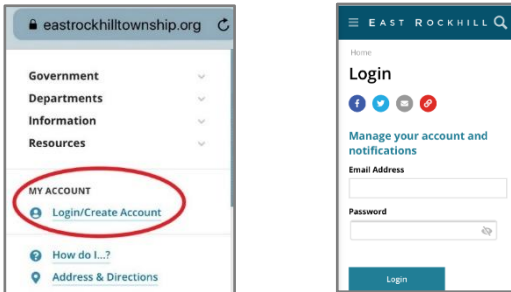 eastrockhilltownship.org
Government
Departments
Information
Resources
MY ACCOUNT
Login/Create Account
How do I...?
Address & Directions
EAST ROCKHILL
Home
Login
Manage your account and
notifications
Email Address
Password
Login